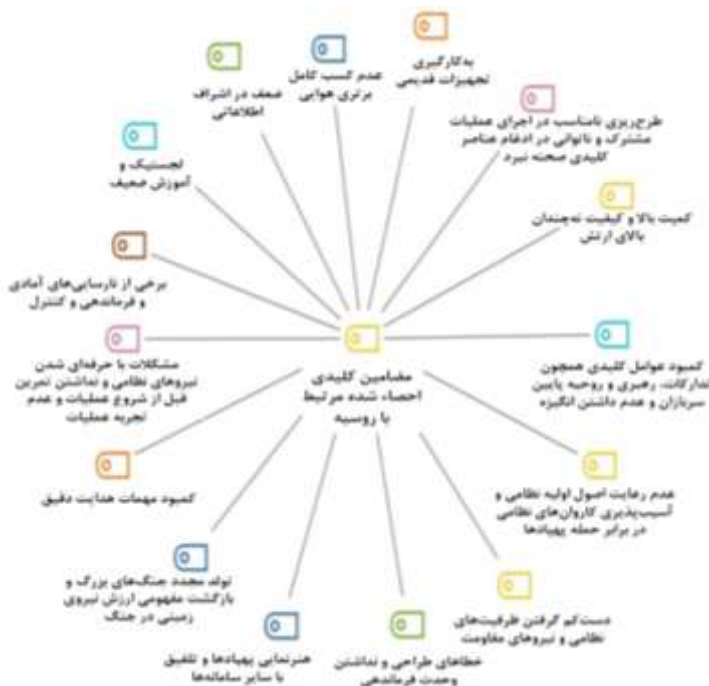 به‌کارگیری
تجهیزات قدیمی
عدم کسب کامل
برتری هوایی
ضعف در اشراف
اطلاعاتی
طرح‌ریزی نامناسب در اجرای عملیات
مشترک و ناتوانی در ادغام عناصر
کلیدی صحنه نبرد
لجستیک و
آموزش ضعیف
کمیت بالا و کیفیت نه‌چندان
بالای ارتش
برخی از نارسایی‌های آمادی
و فرماندهی و کنترل
کمبود عوامل کلیدی همچون
تدارکات، رهبری و روحیه پایین
سربازان و عدم داشتن انگیزه
مشکلات با حرفه‌ای شدن
نیروهای نظامی و نداشتن تمرین
قبل از شروع عملیات و عدم
تجربه عملیات
مضامین کلیدی
احصاء شده مرتبط
با روسیه
عدم رعایت اصول اولیه نظامی و
آسیب‌پذیری کاروان‌های نظامی
در برابر حمله پهپادها
کمبود مهمات هدایت دقیق
تولد مجدد جنگ‌های بزرگ و
بازگشت مفهومی ارزش نیروی
زمینی در جنگ
دست‌کم گرفتن ظرفیت‌های
نظامی و نیروهای مقاومت
هنرنمایی پهپادها و تلفیق
با سایر سامانه‌ها
خطاهای طراحی و نداشتن
وحدت فرماندهی